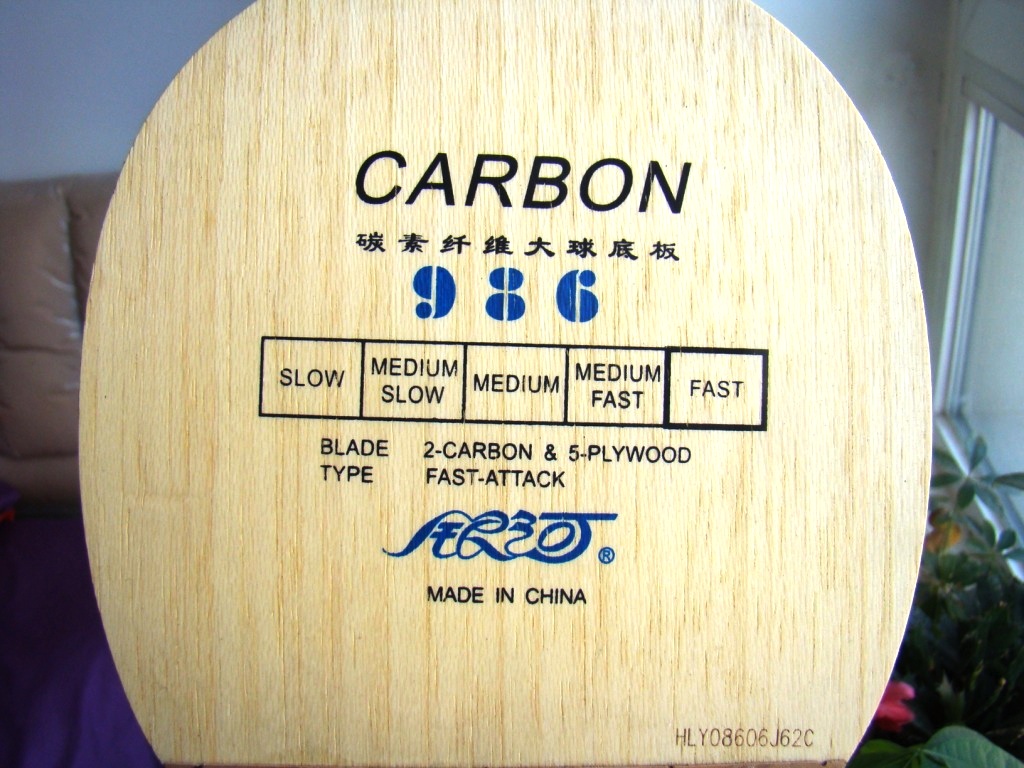 CARBON
碳素纤维大球底板
986
SLOW MEDIUM SLOW MEDIUM MEDIUM FAST FAST
BLADE 2-CARBON & 5-PLYWOOD
TYPE FAST-ATTACK
®
MADE IN CHINA
HLY08606J62C